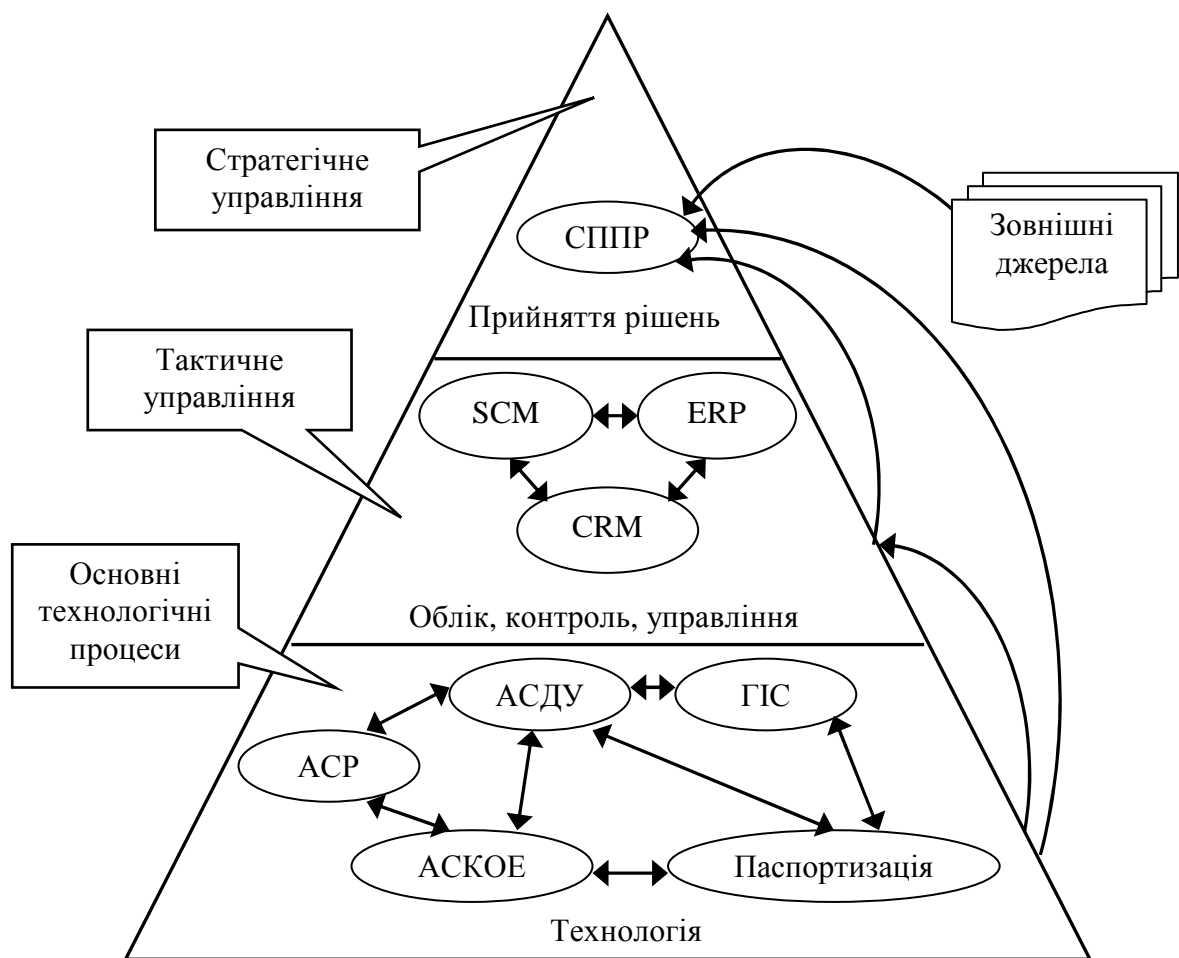 Стратегічне
управління
Зовнішні
джерела
СППР
Прийняття рішень
Тактичне
управління
SCM
ERP
CRM
Облік, контроль, управління
Основні
технологічні
процеси
АСДУ
ГІС
АСР
АСКОЕ
Паспортизація
Технологія